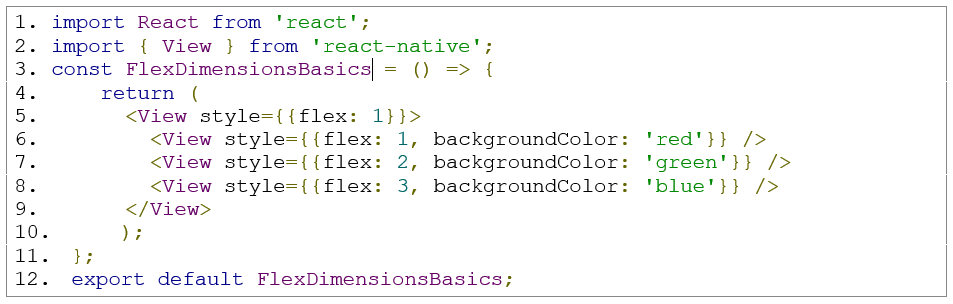 1. import React from 'react';
2. import { View } from 'react-native';
3. const FlexDimensionsBasics = () => {
4.     return (
5.       <View style={{flex: 1}}>
6.         <View style={{flex: 1, backgroundColor: 'red'}} />
7.         <View style={{flex: 2, backgroundColor: 'green'}} />
8.         <View style={{flex: 3, backgroundColor: 'blue'}} />
9.       </View>
10.      );
11.  };
12.  export default FlexDimensionsBasics;